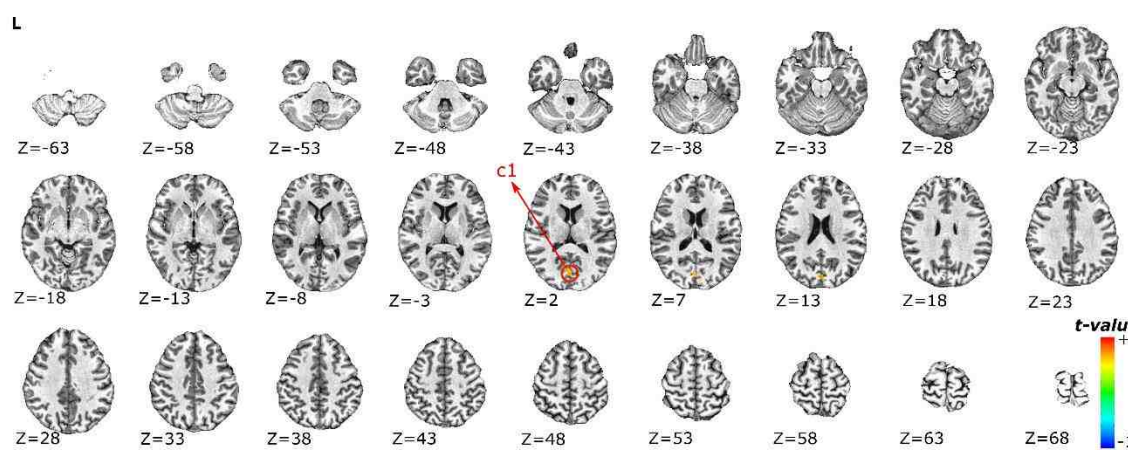 L
Z=-63 Z=-58 Z=-53 Z=-48 Z=-43 Z=-38 Z=-33 Z=-28 Z=-23
c1
Z=-18 Z=-13 Z=-8 Z=-3 Z=2 Z=7 Z=13 Z=18 Z=23
t-valu
+
Z=28 Z=33 Z=38 Z=43 Z=48 Z=53 Z=58 Z=63 Z=68